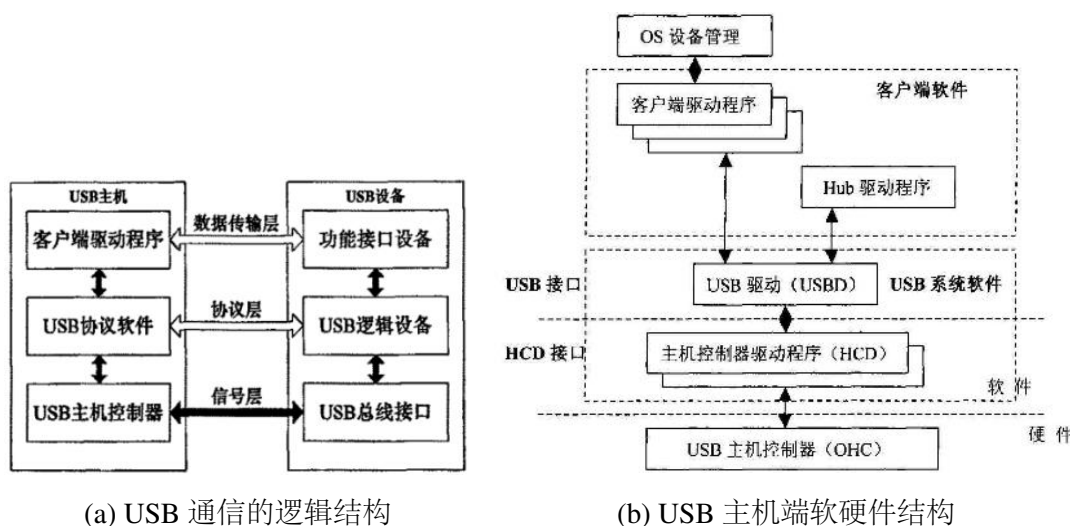 USB主机
USB设备
客户端驱动程序
数据传输层
功能接口设备
USB协议软件
协议层
USB逻辑设备
USB主机控制器
信号层
USB总线接口
(a) USB 通信的逻辑结构
OS 设备管理
客户端软件
客户端驱动程序
Hub 驱动程序
USB 接口
USB 驱动（USBD）
USB 系统软件
HCD 接口
主机控制器驱动程序（HCD）
软 件
硬 件
USB 主机控制器（OHC）
(b) USB 主机端软硬件结构